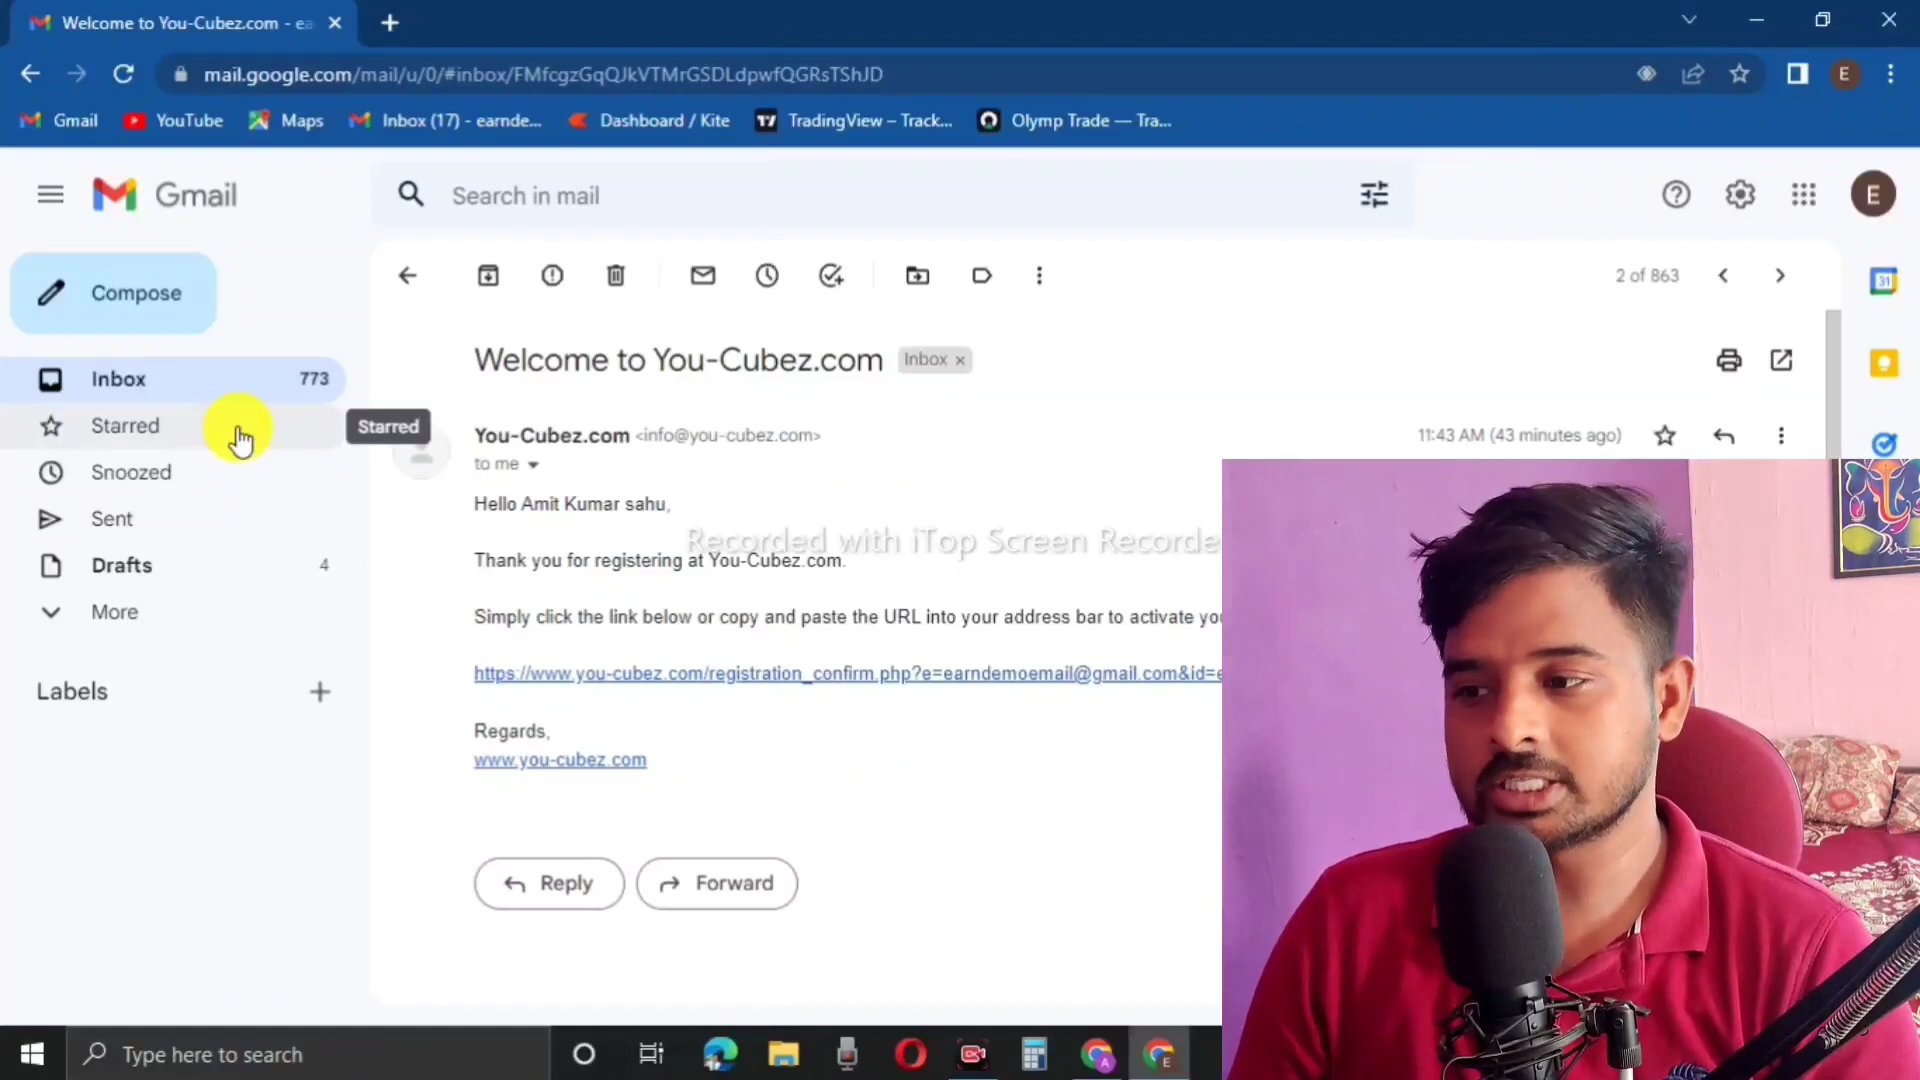 Welcome to You-Cubez.com - ea
mail.google.com/mail/u/0/#inbox/FMfcgzGqQJkVTMrGSDLdpwfQGRsTShJD
E
Gmail
YouTube
Maps
Inbox (17) - earnde...
Dashboard / Kite
TradingView – Track...
Olymp Trade — Tra...
Gmail
Search in mail
E
Compose
2 of 863
31
Inbox 773
Starred
Starred
Snoozed
Sent
Drafts 4
More
Labels
Welcome to You-Cubez.com
Inbox ×
You-Cubez.com <info@you-cubez.com>
11:43 AM (43 minutes ago)
to me
Hello Amit Kumar sahu,
Recorded with iTop Screen Recorde
Thank you for registering at You-Cubez.com.
Simply click the link below or copy and paste the URL into your address bar to activate you
https://www.you-cubez.com/registration_confirm.php?e=earndemoemail@gmail.com&id=e
Regards,
www.you-cubez.com
Reply
Forward
Type here to search
A
E